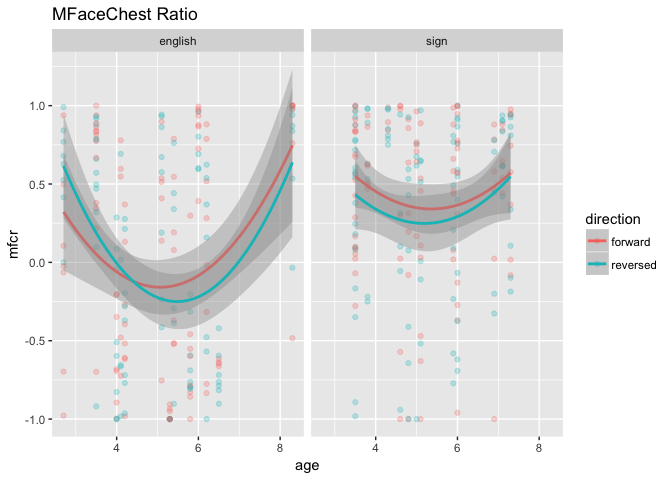 MFaceChest Ratio
english
sign
1.0
0.5
0.0
-0.5
-1.0
mfcr
4
6
8
4
6
8
age
direction
forward
reversed